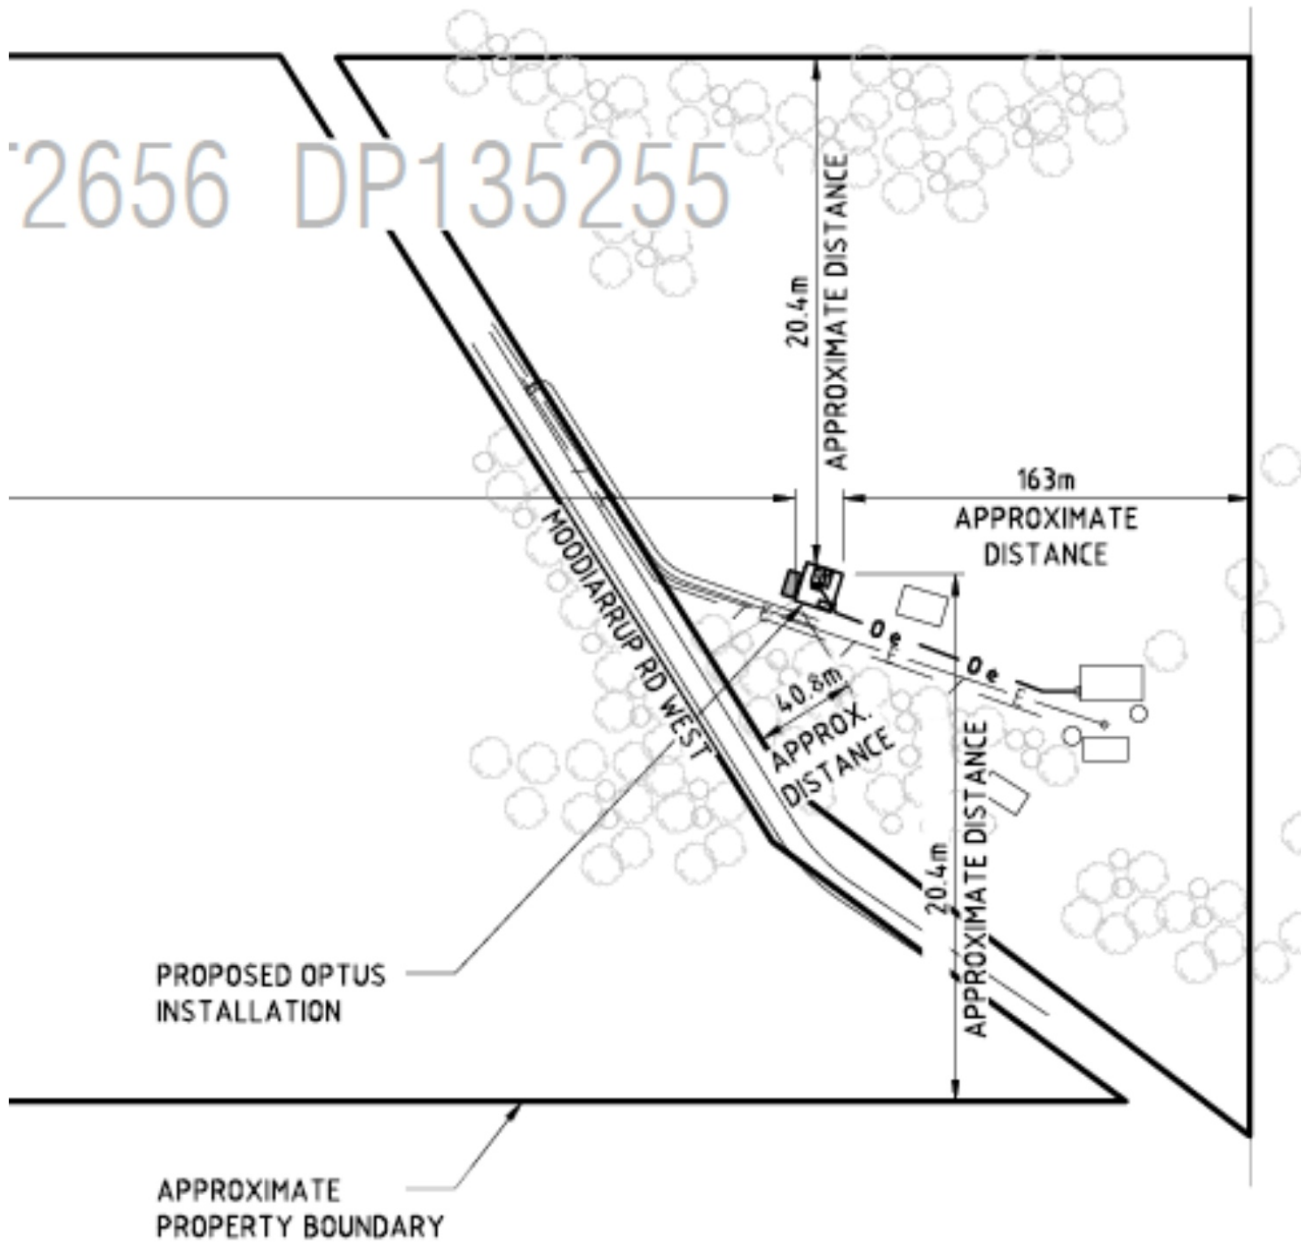 T2656 DP135255
20.4m
APPROXIMATE DISTANCE
163m
APPROXIMATE
DISTANCE
MOODIARRUP RD WEST
O e
O e
40.8m
APPROX.
DISTANCE
20.4m
APPROXIMATE DISTANCE
PROPOSED OPTUS
INSTALLATION
APPROXIMATE
PROPERTY BOUNDARY